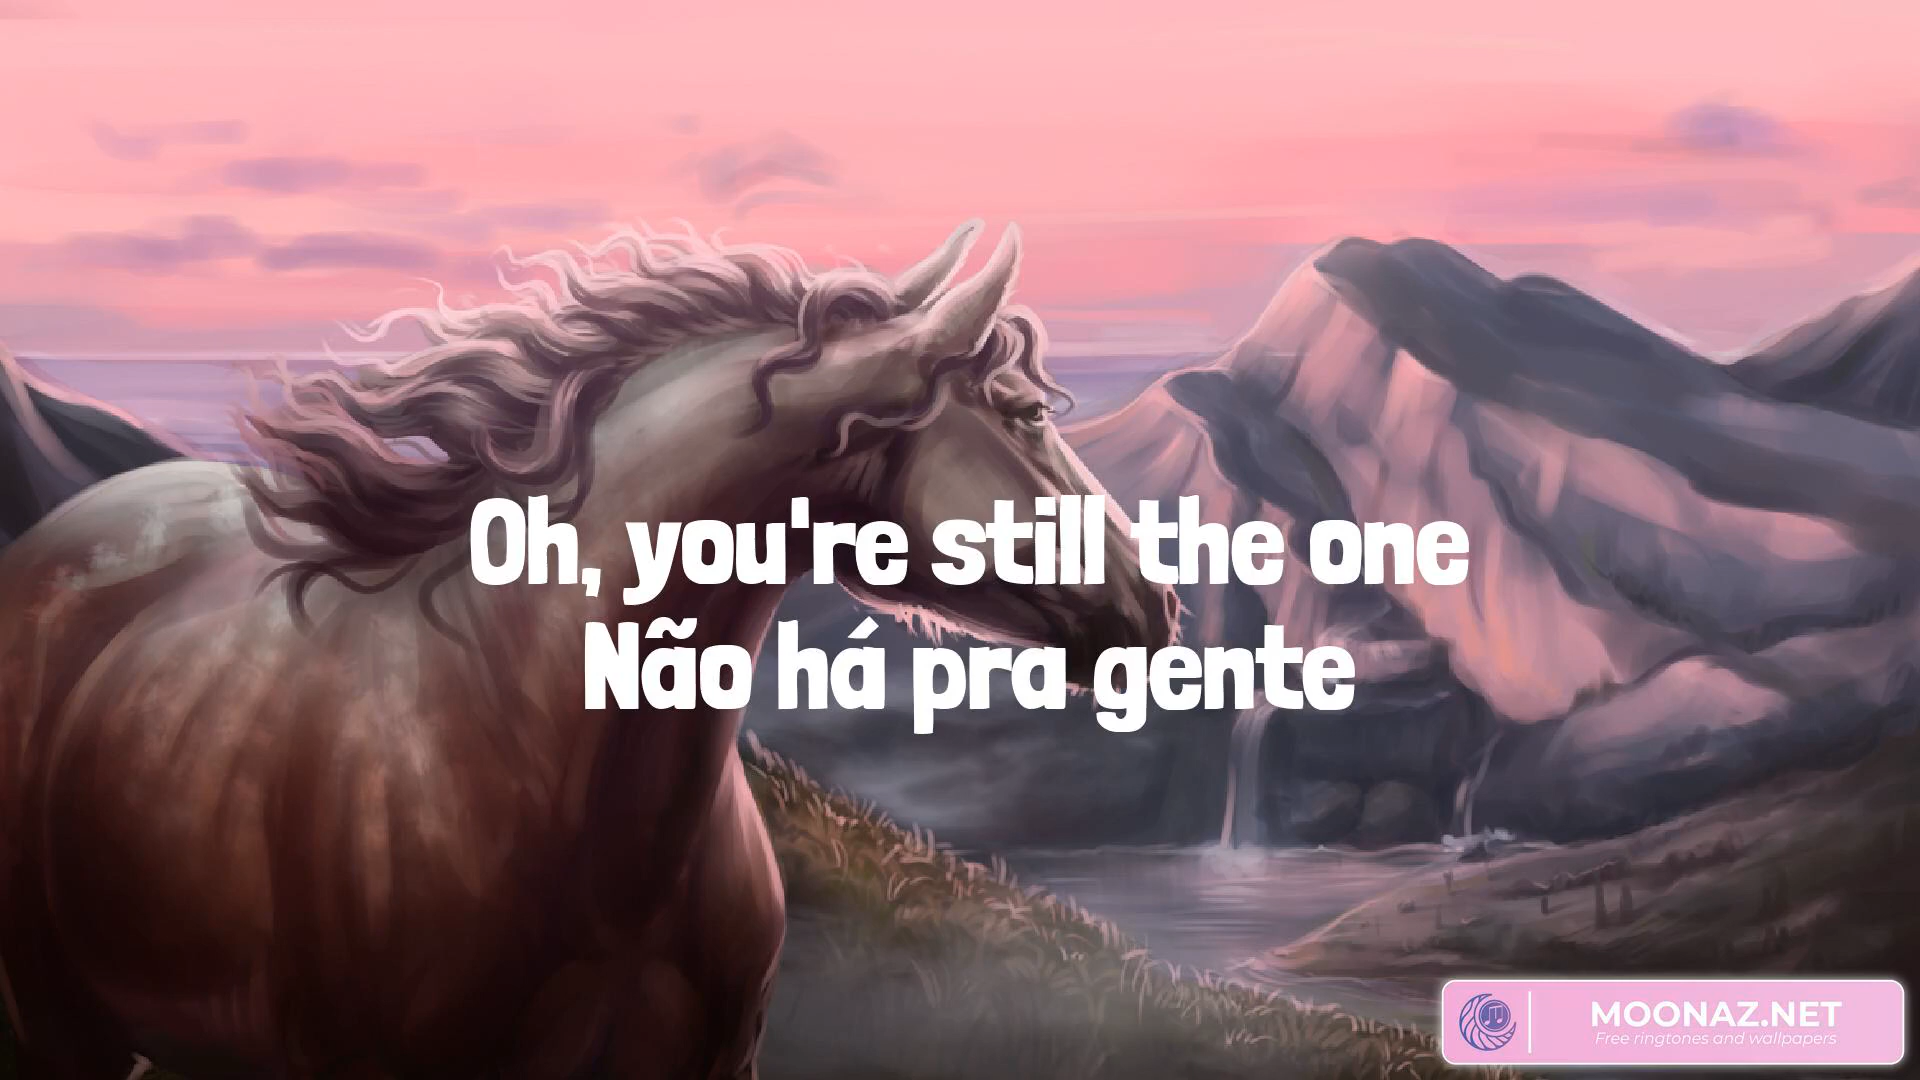 Oh, you're still the one
Não há pra gente
MOONAZ.NET
Free ringtones and wallpapers